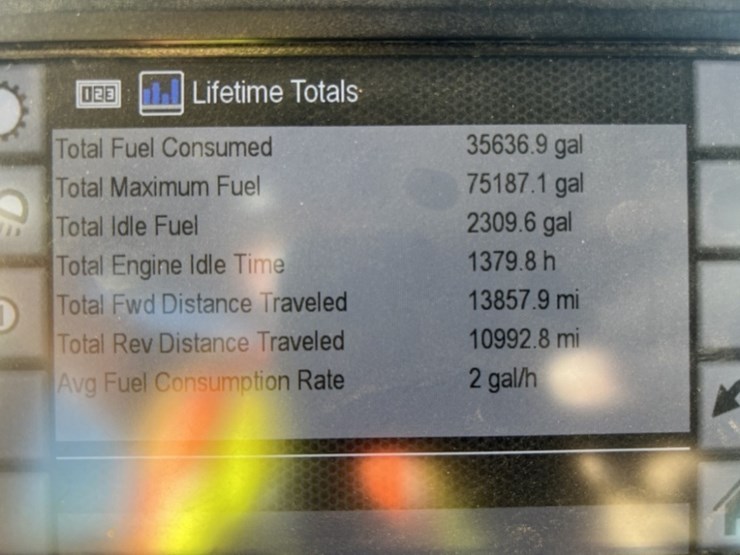 123 Lifetime Totals
Total Fuel Consumed 35636.9 gal
Total Maximum Fuel 75187.1 gal
Total Idle Fuel 2309.6 gal
Total Engine Idle Time 1379.8 h
Total Fwd Distance Traveled 13857.9 mi
Total Rev Distance Traveled 10992.8 mi
Avg Fuel Consumption Rate 2 gal/h